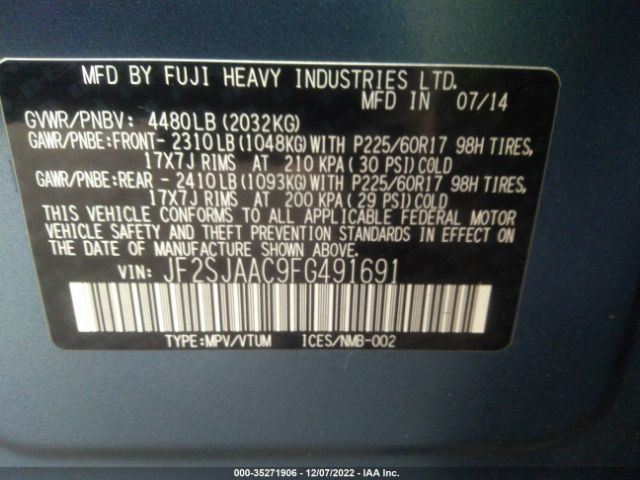 MFD BY FUJI HEAVY INDUSTRIES LTD.
MFD IN 07/14
GVWR/PNBV: 4480LB(2032KG)
GAWR/PNBE:FRONT- 2310LB(1048KG)WITH P225/60R17 98H TIRES,
17X7J RIMS AT 210 KPA(30 PSI)COLD
GAWR/PNBE:REAR - 2410LB(1093KG)WITH P225/60R17 98H TIRES,
17X7J RIMS AT 200 KPA(29 PSI)COLD
THIS VEHICLE CONFORMS TO ALL APPLICABLE FEDERAL MOTOR
VEHICLE SAFETY AND THEFT PREVENTION STANDARDS IN EFFECT
ON THE DATE OF MANUFACTURE SHOWN ABOVE.
VIN: JF2SJAAC9FG491691
TYPE:MPV/VTUM ICES/NMB-002
000-35271906 - 12/07/2022 - IAA Inc.